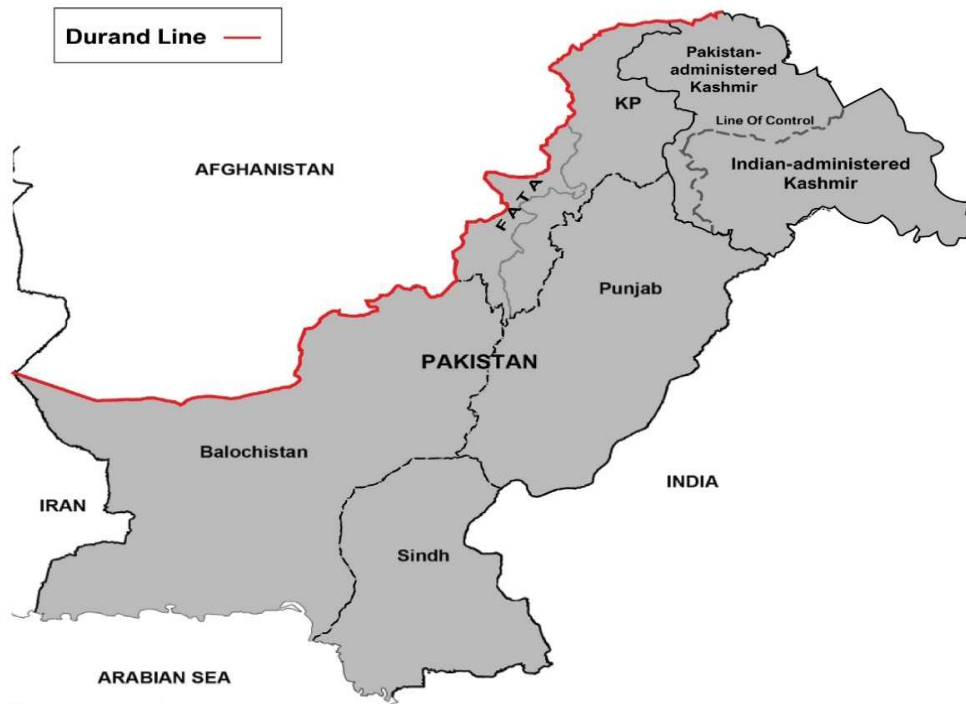 Durand Line
Pakistan-
administered
Kashmir
KP
Line Of Control
AFGHANISTAN
Indian-administered
Kashmir
FATA
Punjab
PAKISTAN
Balochistan
INDIA
IRAN
Sindh
ARABIAN SEA